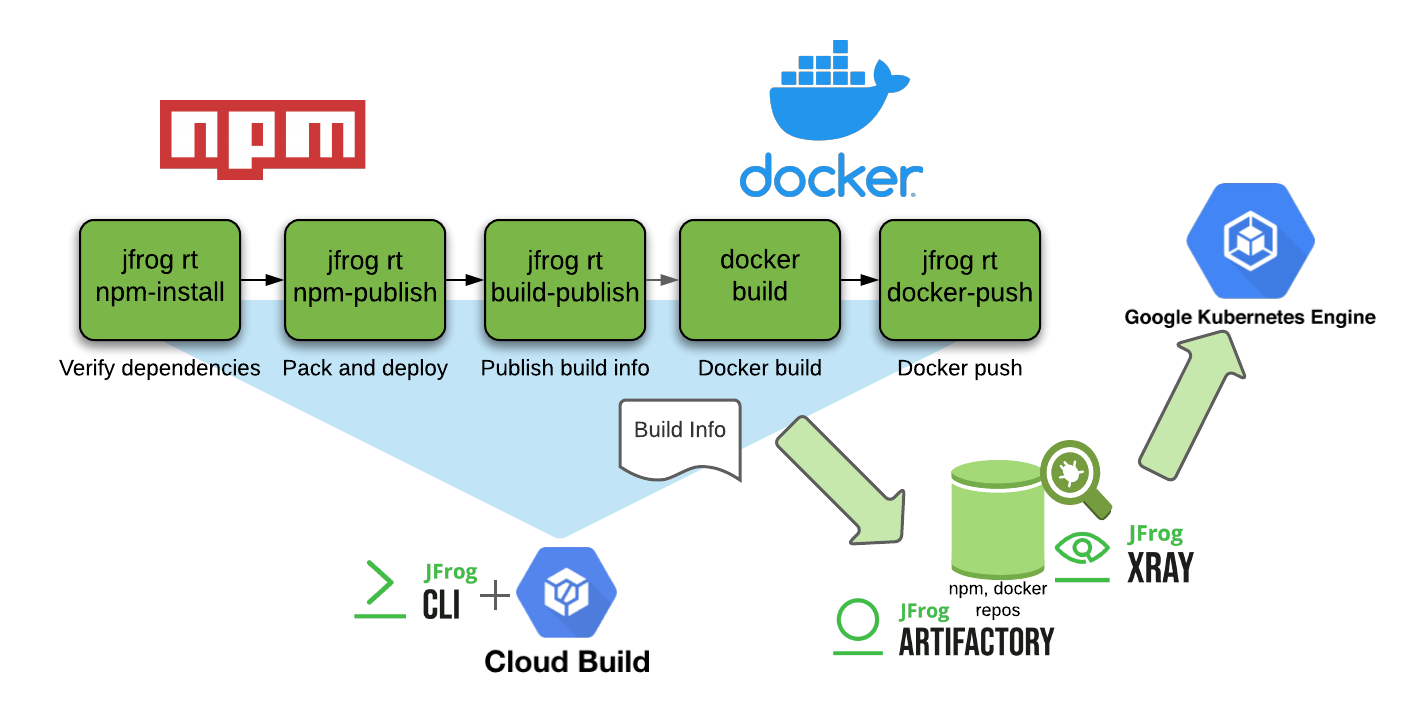 npm
docker
jfrog rt
npm-install
jfrog rt
npm-publish
jfrog rt
build-publish
docker
build
jfrog rt
docker-push
Google Kubernetes Engine
Verify dependencies
Pack and deploy
Publish build info
Docker build
Docker push
Build Info
JFrog
CLI
+
Cloud Build
npm, docker
repos
JFrog
ARTIFACTORY
JFrog
XRAY